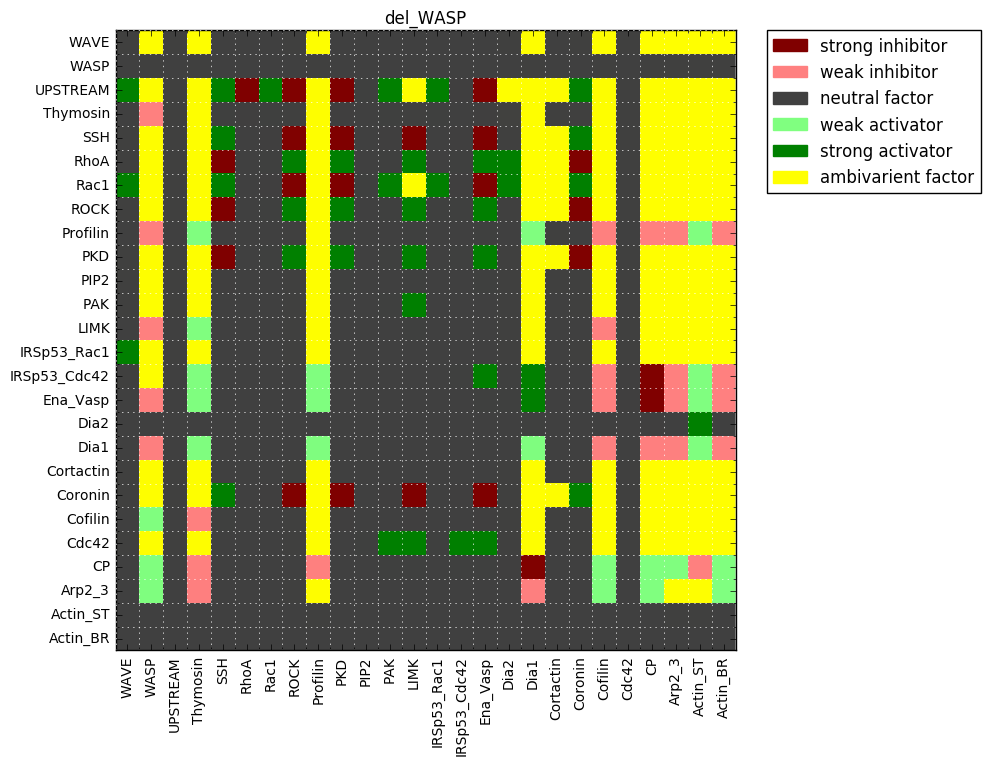 del_WASP
WAVE
WASP
UPSTREAM
Thymosin
SSH
RhoA
Rac1
ROCK
Profilin
PKD
PIP2
PAK
LIMK
IRSp53_Rac1
IRSp53_Cdc42
Ena_Vasp
Dia2
Dia1
Cortactin
Coronin
Cofilin
Cdc42
CP
Arp2_3
Actin_ST
Actin_BR
WAVE
WASP
UPSTREAM
Thymosin
SSH
RhoA
Rac1
ROCK
Profilin
PKD
PIP2
PAK
LIMK
IRSp53_Rac1
IRSp53_Cdc42
Ena_Vasp
Dia2
Dia1
Cortactin
Coronin
Cofilin
Cdc42
CP
Arp2_3
Actin_ST
Actin_BR
strong inhibitor
weak inhibitor
neutral factor
weak activator
strong activator
ambivarient factor